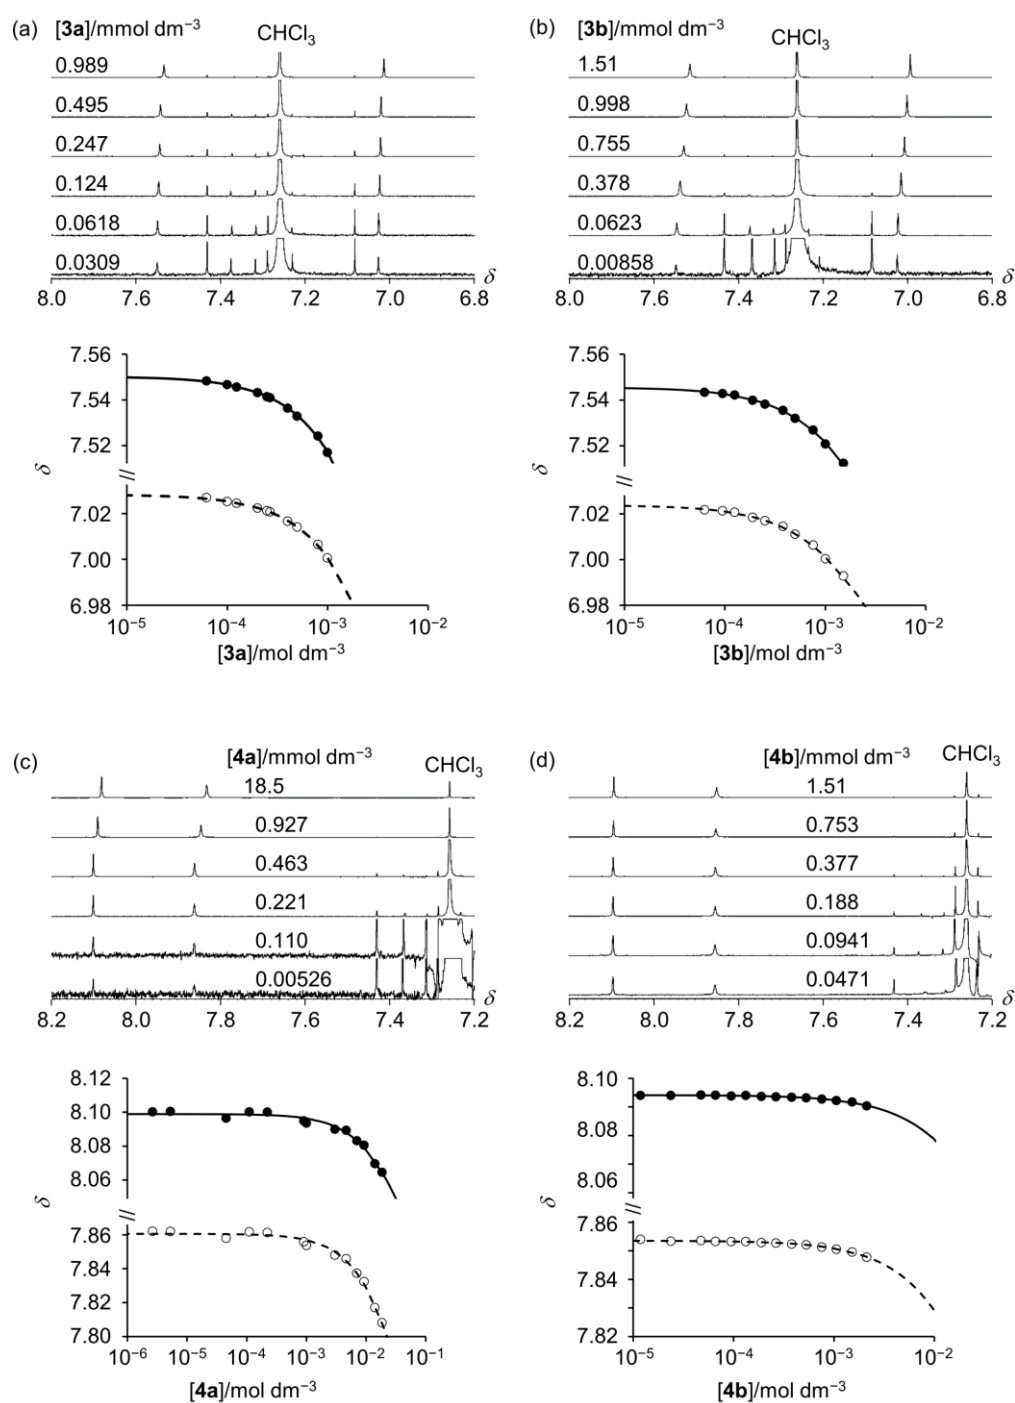 (a) [3a]/mmol dm⁻³
CHCl₃
0.989
0.495
0.247
0.124
0.0618
0.0309
8.0 7.6 7.4 7.2 7.0 6.8 δ
7.56
7.54
7.52
δ
7.02
7.00
6.98
10⁻⁵ 10⁻⁴ 10⁻³ 10⁻²
[3a]/mol dm⁻³
(b) [3b]/mmol dm⁻³
CHCl₃
1.51
0.998
0.755
0.378
0.0623
0.00858
8.0 7.6 7.4 7.2 7.0 6.8 δ
7.56
7.54
7.52
δ
7.02
7.00
6.98
10⁻⁵ 10⁻⁴ 10⁻³ 10⁻²
[3b]/mol dm⁻³
(c) [4a]/mmol dm⁻³
CHCl₃
18.5
0.927
0.463
0.221
0.110
0.00526
8.2 8.0 7.8 7.6 7.4 7.2 δ
8.12
8.10
8.08
8.06
δ
7.86
7.84
7.82
7.80
10⁻⁶ 10⁻⁵ 10⁻⁴ 10⁻³ 10⁻² 10⁻¹
[4a]/mol dm⁻³
(d) [4b]/mmol dm⁻³
CHCl₃
1.51
0.753
0.377
0.188
0.0941
0.0471
8.2 8.0 7.8 7.6 7.4 7.2 δ
8.10
8.08
8.06
δ
7.86
7.84
7.82
10⁻⁵ 10⁻⁴ 10⁻³ 10⁻²
[4b]/mol dm⁻³